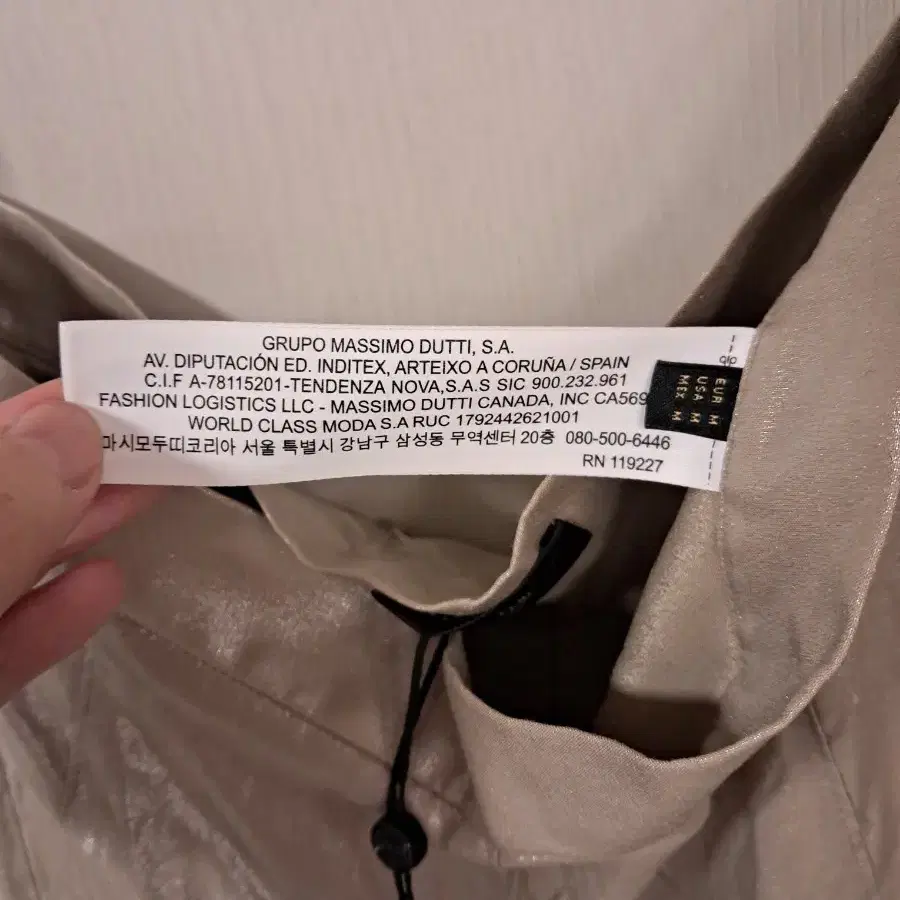 GRUPO MASSIMO DUTTI, S.A.
AV. DIPUTACIÓN ED. INDITEX, ARTEIXO A CORUÑA / SPAIN
C.I.F A-78115201-TENDENZA NOVA,S.A.S SIC 900.232.961
FASHION LOGISTICS LLC - MASSIMO DUTTI CANADA, INC CA569
WORLD CLASS MODA S.A RUC 1792442621001
마시모두띠코리아 서울 특별시 강남구 삼성동 무역센터 20층 080-500-6446
RN 119227
EUR M
USA M
MEX M